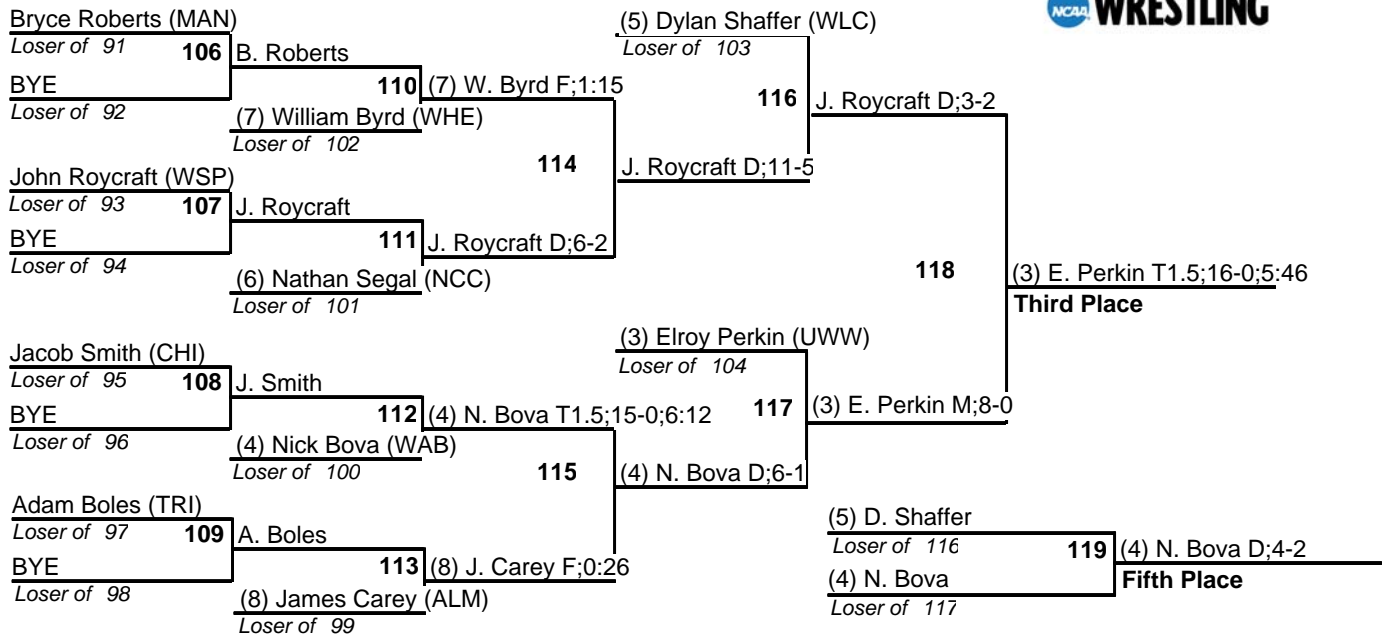 NCAA WRESTLING
Bryce Roberts (MAN)
Loser of 91
106
B. Roberts
BYE
Loser of 92
110
(7) W. Byrd F;1:15
(7) William Byrd (WHE)
Loser of 102
114
John Roycraft (WSP)
Loser of 93
107
J. Roycraft
BYE
Loser of 94
111
J. Roycraft D;6-2
(6) Nathan Segal (NCC)
Loser of 101
(5) Dylan Shaffer (WLC)
Loser of 103
116
J. Roycraft D;3-2
J. Roycraft D;11-5
118
(3) E. Perkin T1.5;16-0;5:46
Third Place
Jacob Smith (CHI)
Loser of 95
108
J. Smith
BYE
Loser of 96
112
(4) N. Bova T1.5;15-0;6:12
(4) Nick Bova (WAB)
Loser of 100
115
Adam Boles (TRI)
Loser of 97
109
A. Boles
BYE
Loser of 98
113
(8) J. Carey F;0:26
(8) James Carey (ALM)
Loser of 99
(3) Elroy Perkin (UWW)
Loser of 104
117
(3) E. Perkin M;8-0
(4) N. Bova D;6-1
(5) D. Shaffer
Loser of 116
119
(4) N. Bova D;4-2
Fifth Place
(4) N. Bova
Loser of 117